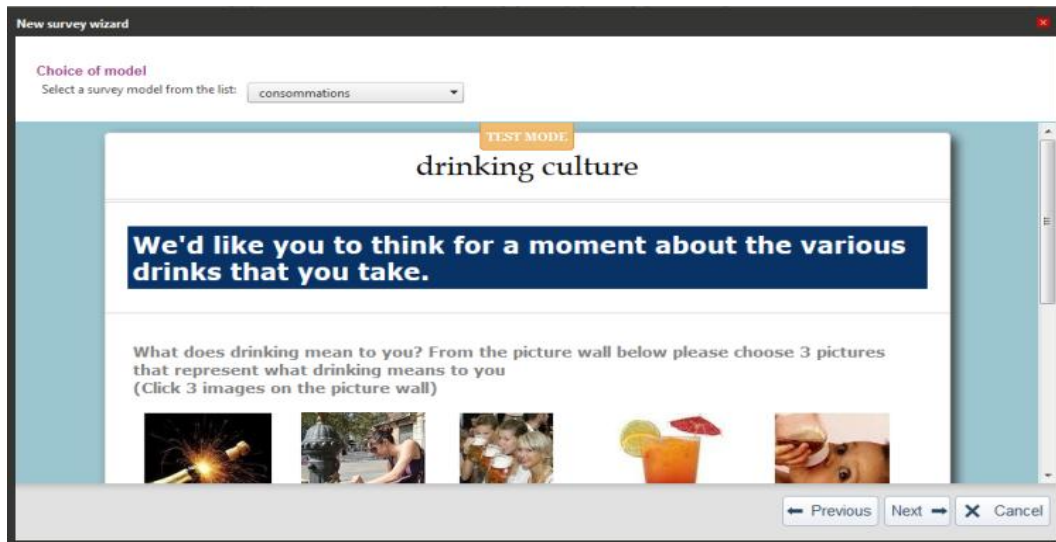 New survey wizard
Choice of model
Select a survey model from the list: consommations
TEST MODE
drinking culture
We'd like you to think for a moment about the various
drinks that you take.
What does drinking mean to you? From the picture wall below please choose 3 pictures
that represent what drinking means to you
(Click 3 images on the picture wall)
Previous Next Cancel